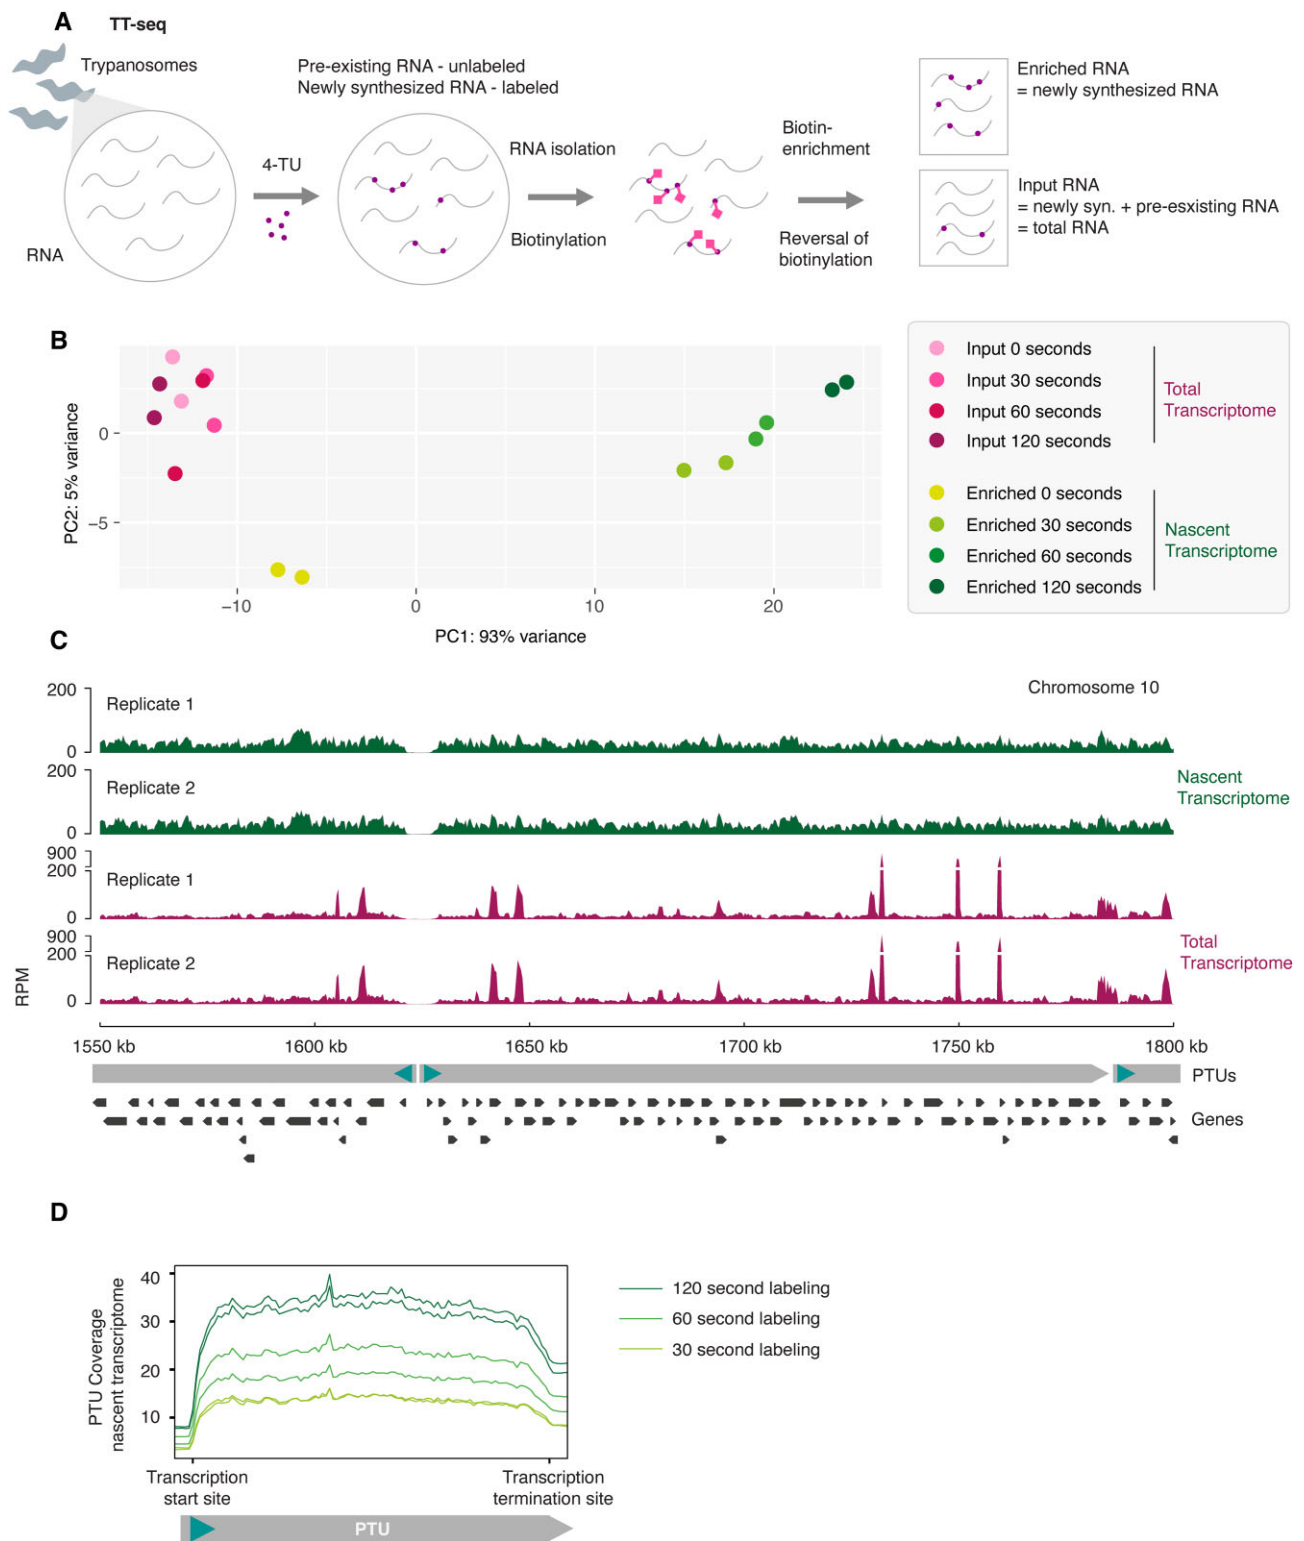 A
TT-seq
Trypanosomes
RNA
4-TU
Pre-existing RNA - unlabeled
Newly synthesized RNA - labeled
RNA isolation
Biotinylation
Biotin-
enrichment
Reversal of
biotinylation
Enriched RNA
= newly synthesized RNA
Input RNA
= newly syn. + pre-esxisting RNA
= total RNA
B
PC2: 5% variance
0
−5
−10
0
10
20
PC1: 93% variance
Input 0 seconds
Input 30 seconds
Input 60 seconds
Input 120 seconds
Total
Transcriptome
Enriched 0 seconds
Enriched 30 seconds
Enriched 60 seconds
Enriched 120 seconds
Nascent
Transcriptome
C
Chromosome 10
200
Replicate 1
0
200
Replicate 2
0
Nascent
Transcriptome
900
200
Replicate 1
0
900
200
Replicate 2
0
Total
Transcriptome
RPM
1550 kb
1600 kb
1650 kb
1700 kb
1750 kb
1800 kb
PTUs
Genes
D
PTU Coverage
nascent transcriptome
40
30
20
10
120 second labeling
60 second labeling
30 second labeling
Transcription
start site
Transcription
termination site
PTU